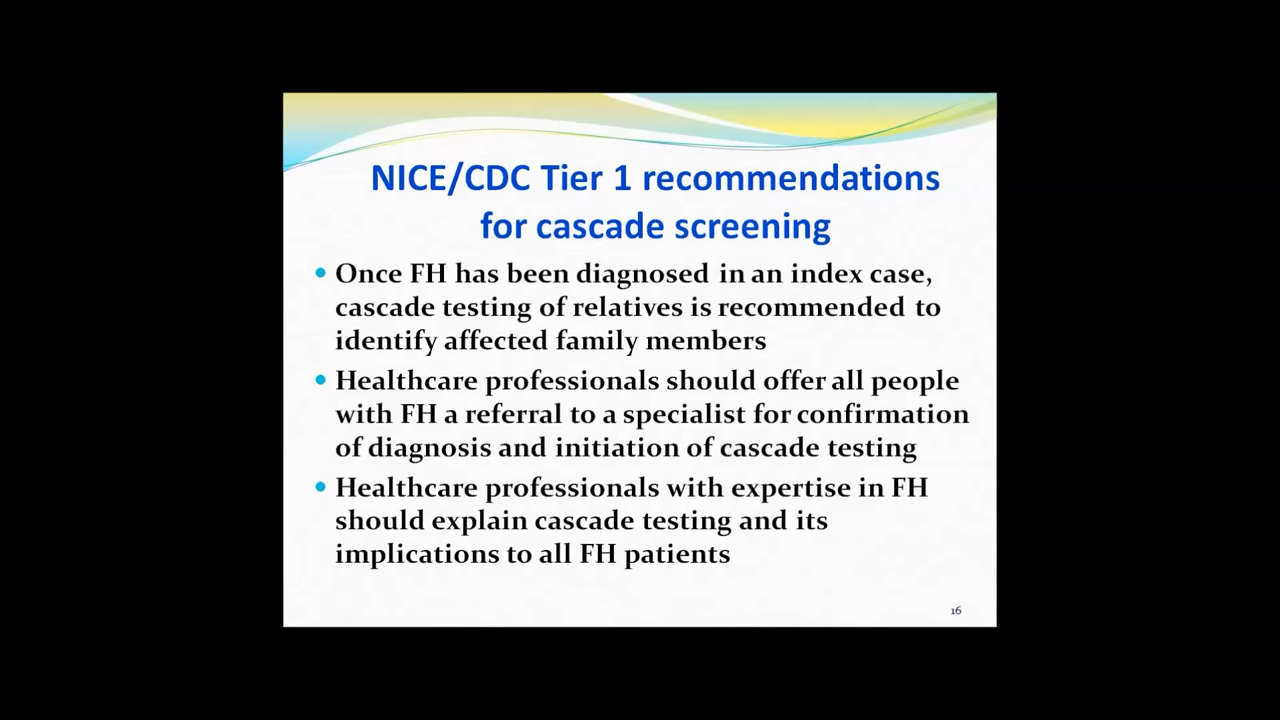 NICE/CDC Tier 1 recommendations
for cascade screening
• Once FH has been diagnosed in an index case,
cascade testing of relatives is recommended to
identify affected family members
• Healthcare professionals should offer all people
with FH a referral to a specialist for confirmation
of diagnosis and initiation of cascade testing
• Healthcare professionals with expertise in FH
should explain cascade testing and its
implications to all FH patients
16